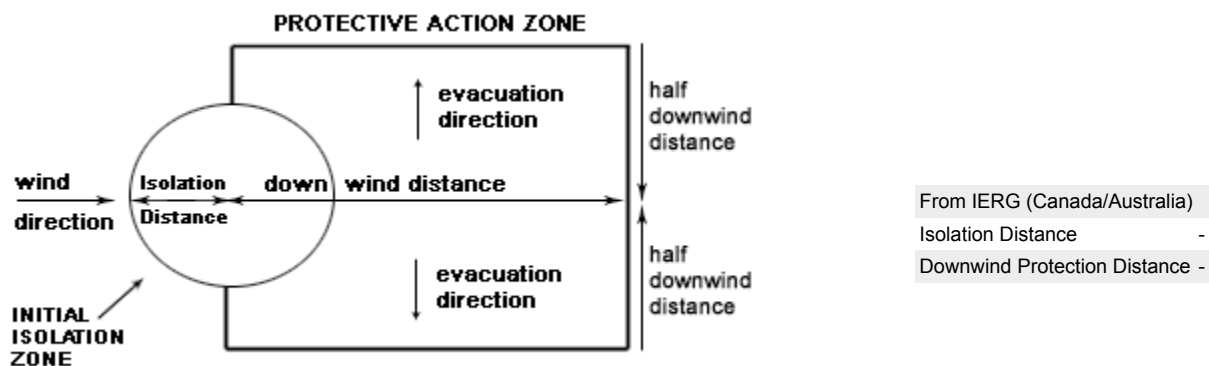 PROTECTIVE ACTION ZONE
evacuation
direction
half
downwind
distance
wind
direction
Isolation
Distance
down wind distance
evacuation
direction
half
downwind
distance
INITIAL
ISOLATION
ZONE
From IERG (Canada/Australia)
Isolation Distance -
Downwind Protection Distance -